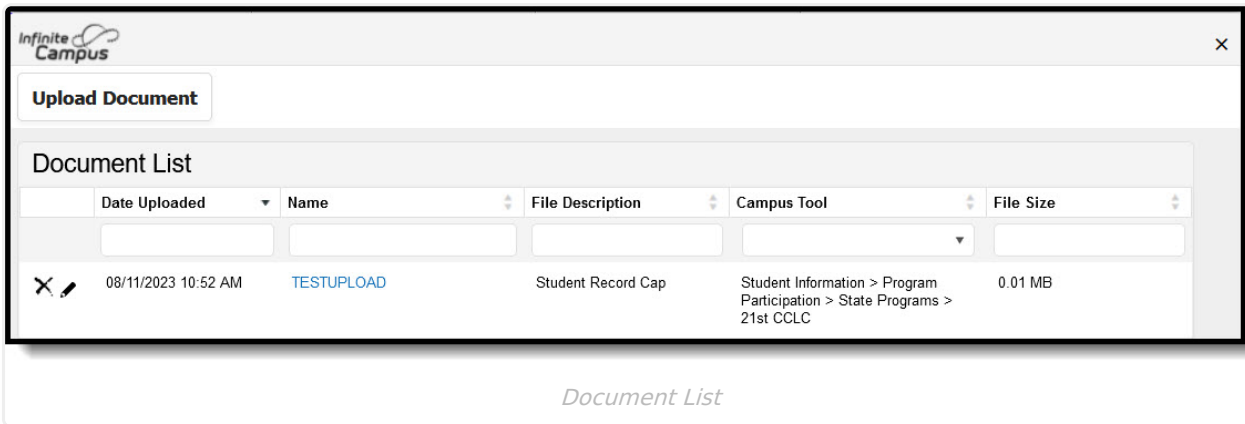 Infinite
Campus
×
Upload Document
Document List
Date Uploaded Name File Description Campus Tool File Size
08/11/2023 10:52 AM TESTUPLOAD Student Record Cap Student Information > Program 0.01 MB
Participation > State Programs >
21st CCLC
Document List